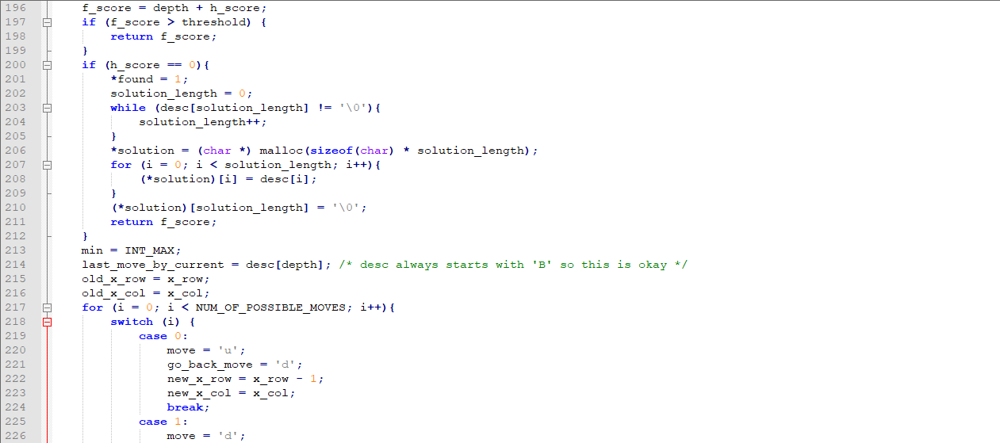 196 f_score = depth + h_score;
197 if (f_score > threshold) {
198 return f_score;
199 }
200 if (h_score == 0){
201 *found = 1;
202 solution_length = 0;
203 while (desc[solution_length] != '\0'){
204 solution_length++;
205 }
206 *solution = (char *) malloc(sizeof(char) * solution_length);
207 for (i = 0; i < solution_length; i++){
208 (*solution)[i] = desc[i];
209 }
210 (*solution)[solution_length] = '\0';
211 return f_score;
212 }
213 min = INT_MAX;
214 last_move_by_current = desc[depth]; /* desc always starts with 'B' so this is okay */
215 old_x_row = x_row;
216 old_x_col = x_col;
217 for (i = 0; i < NUM_OF_POSSIBLE_MOVES; i++){
218 switch (i) {
219 case 0:
220 move = 'u';
221 go_back_move = 'd';
222 new_x_row = x_row - 1;
223 new_x_col = x_col;
224 break;
225 case 1:
226 move = 'd';